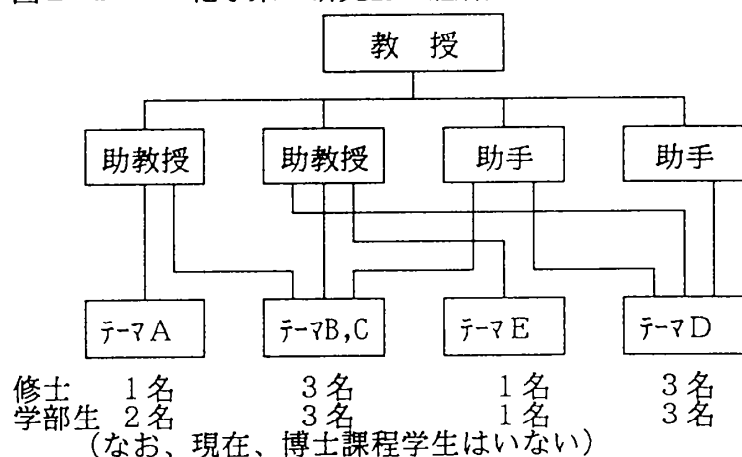 教 授
助教授 助教授 助手 助手
テーマA テーマB,C テーマE テーマD
修士 1名 3名 1名 3名
学部生 2名 3名 1名 3名
(なお、現在、博士課程学生はいない)